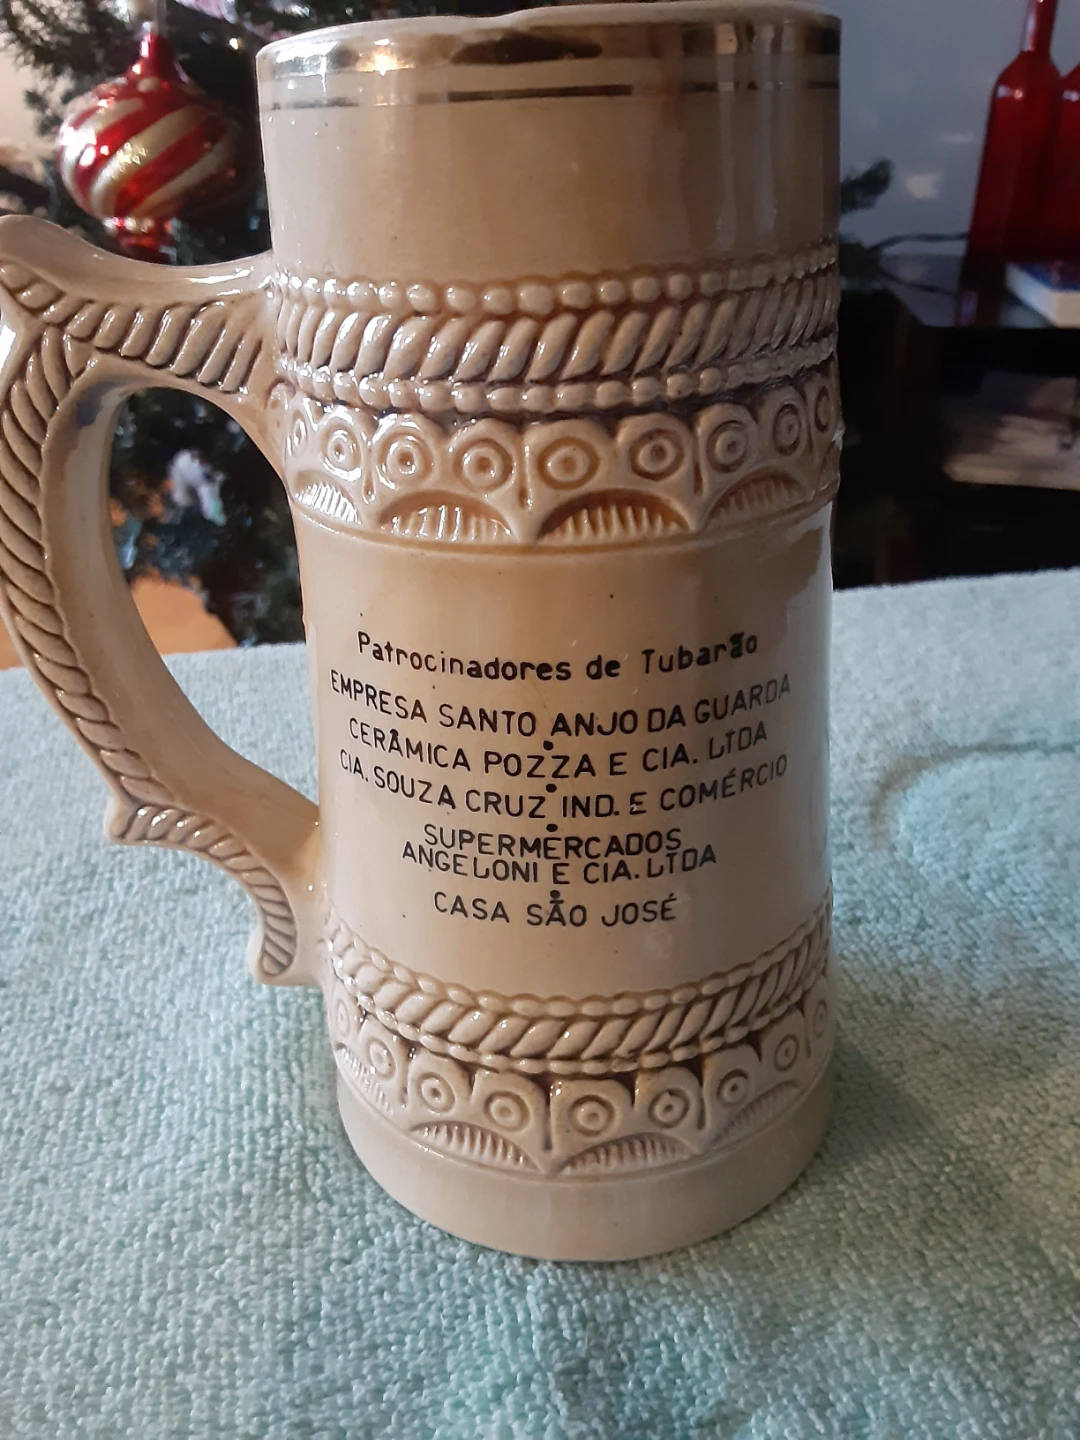 Patrocinadores de Tubarão
EMPRESA SANTO ANJO DA GUARDA
CERÂMICA POZZA E CIA. LTDA
CIA. SOUZA CRUZ IND. E COMÉRCIO
SUPERMERCADOS
ANGELONI E CIA. LTDA
CASA SÃO JOSÉ